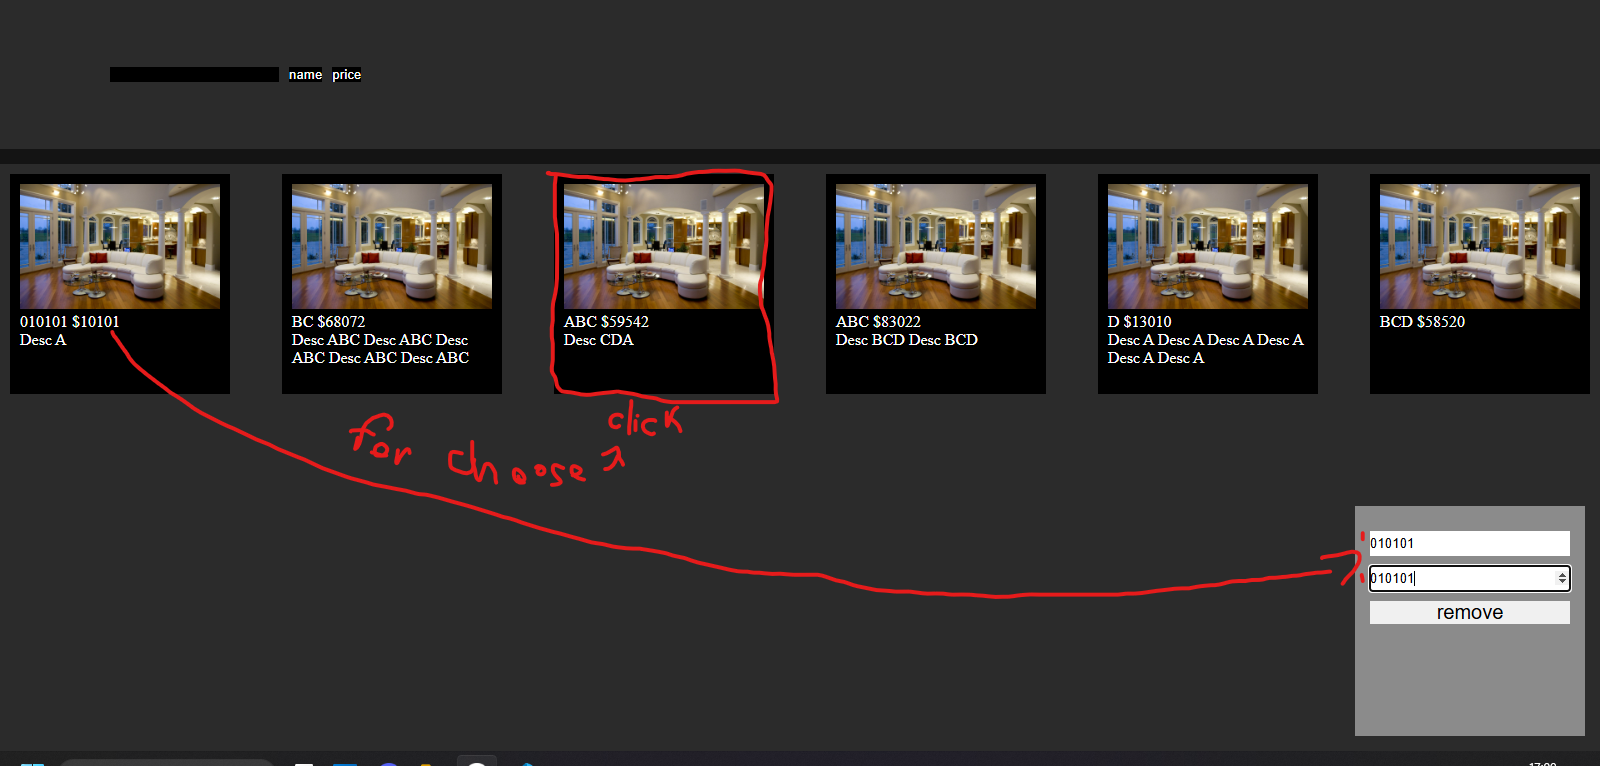 name price
010101 $10101
Desc A
BC $68072
Desc ABC Desc ABC Desc
ABC Desc ABC Desc ABC
ABC $59542
Desc CDA
ABC $83022
Desc BCD Desc BCD
D $13010
Desc A Desc A Desc A Desc A
Desc A Desc A
BCD $58520
click
for choose
010101
010101
remove